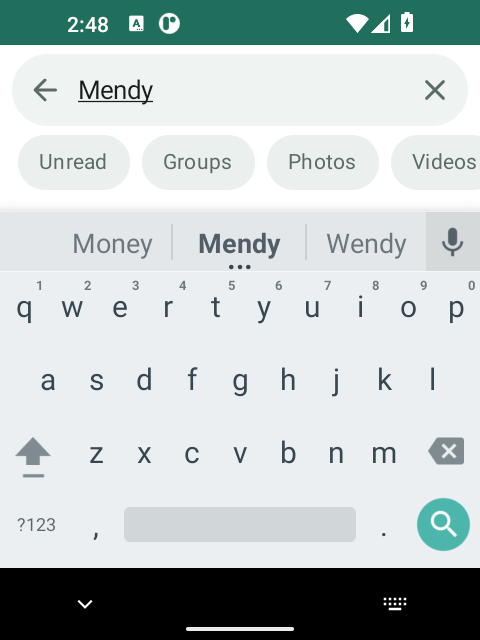 2:48 A
Mendy
Unread Groups Photos Videos
Money Mendy Wendy
1 2 3 4 5 6 7 8 9 0
q w e r t y u i o p
a s d f g h j k l
z x c v b n m
?123 , .